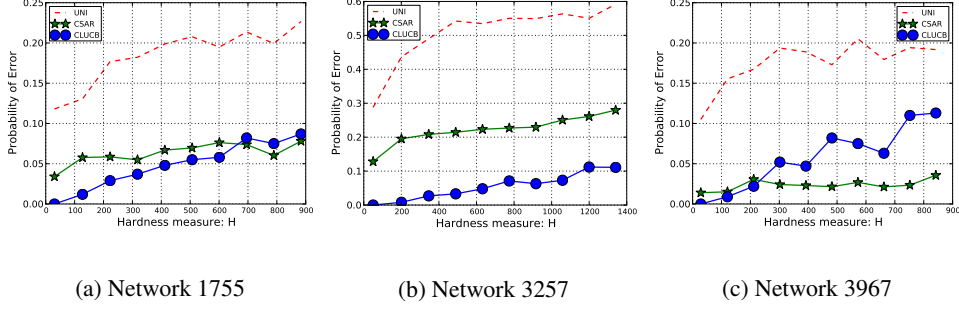 0.25
0.20
0.15
0.10
0.05
0.00
Probability of Error
UNI
CSAR
CLUCB
0 100 200 300 400 500 600 700 800 900
Hardness measure: H
(a) Network 1755
0.6
0.5
0.4
0.3
0.2
0.1
0.0
Probability of Error
UNI
CSAR
CLUCB
0 200 400 600 800 1000 1200 1400
Hardness measure: H
(b) Network 3257
0.25
0.20
0.15
0.10
0.05
0.00
Probability of Error
UNI
CSAR
CLUCB
0 100 200 300 400 500 600 700 800 900
Hardness measure: H
(c) Network 3967